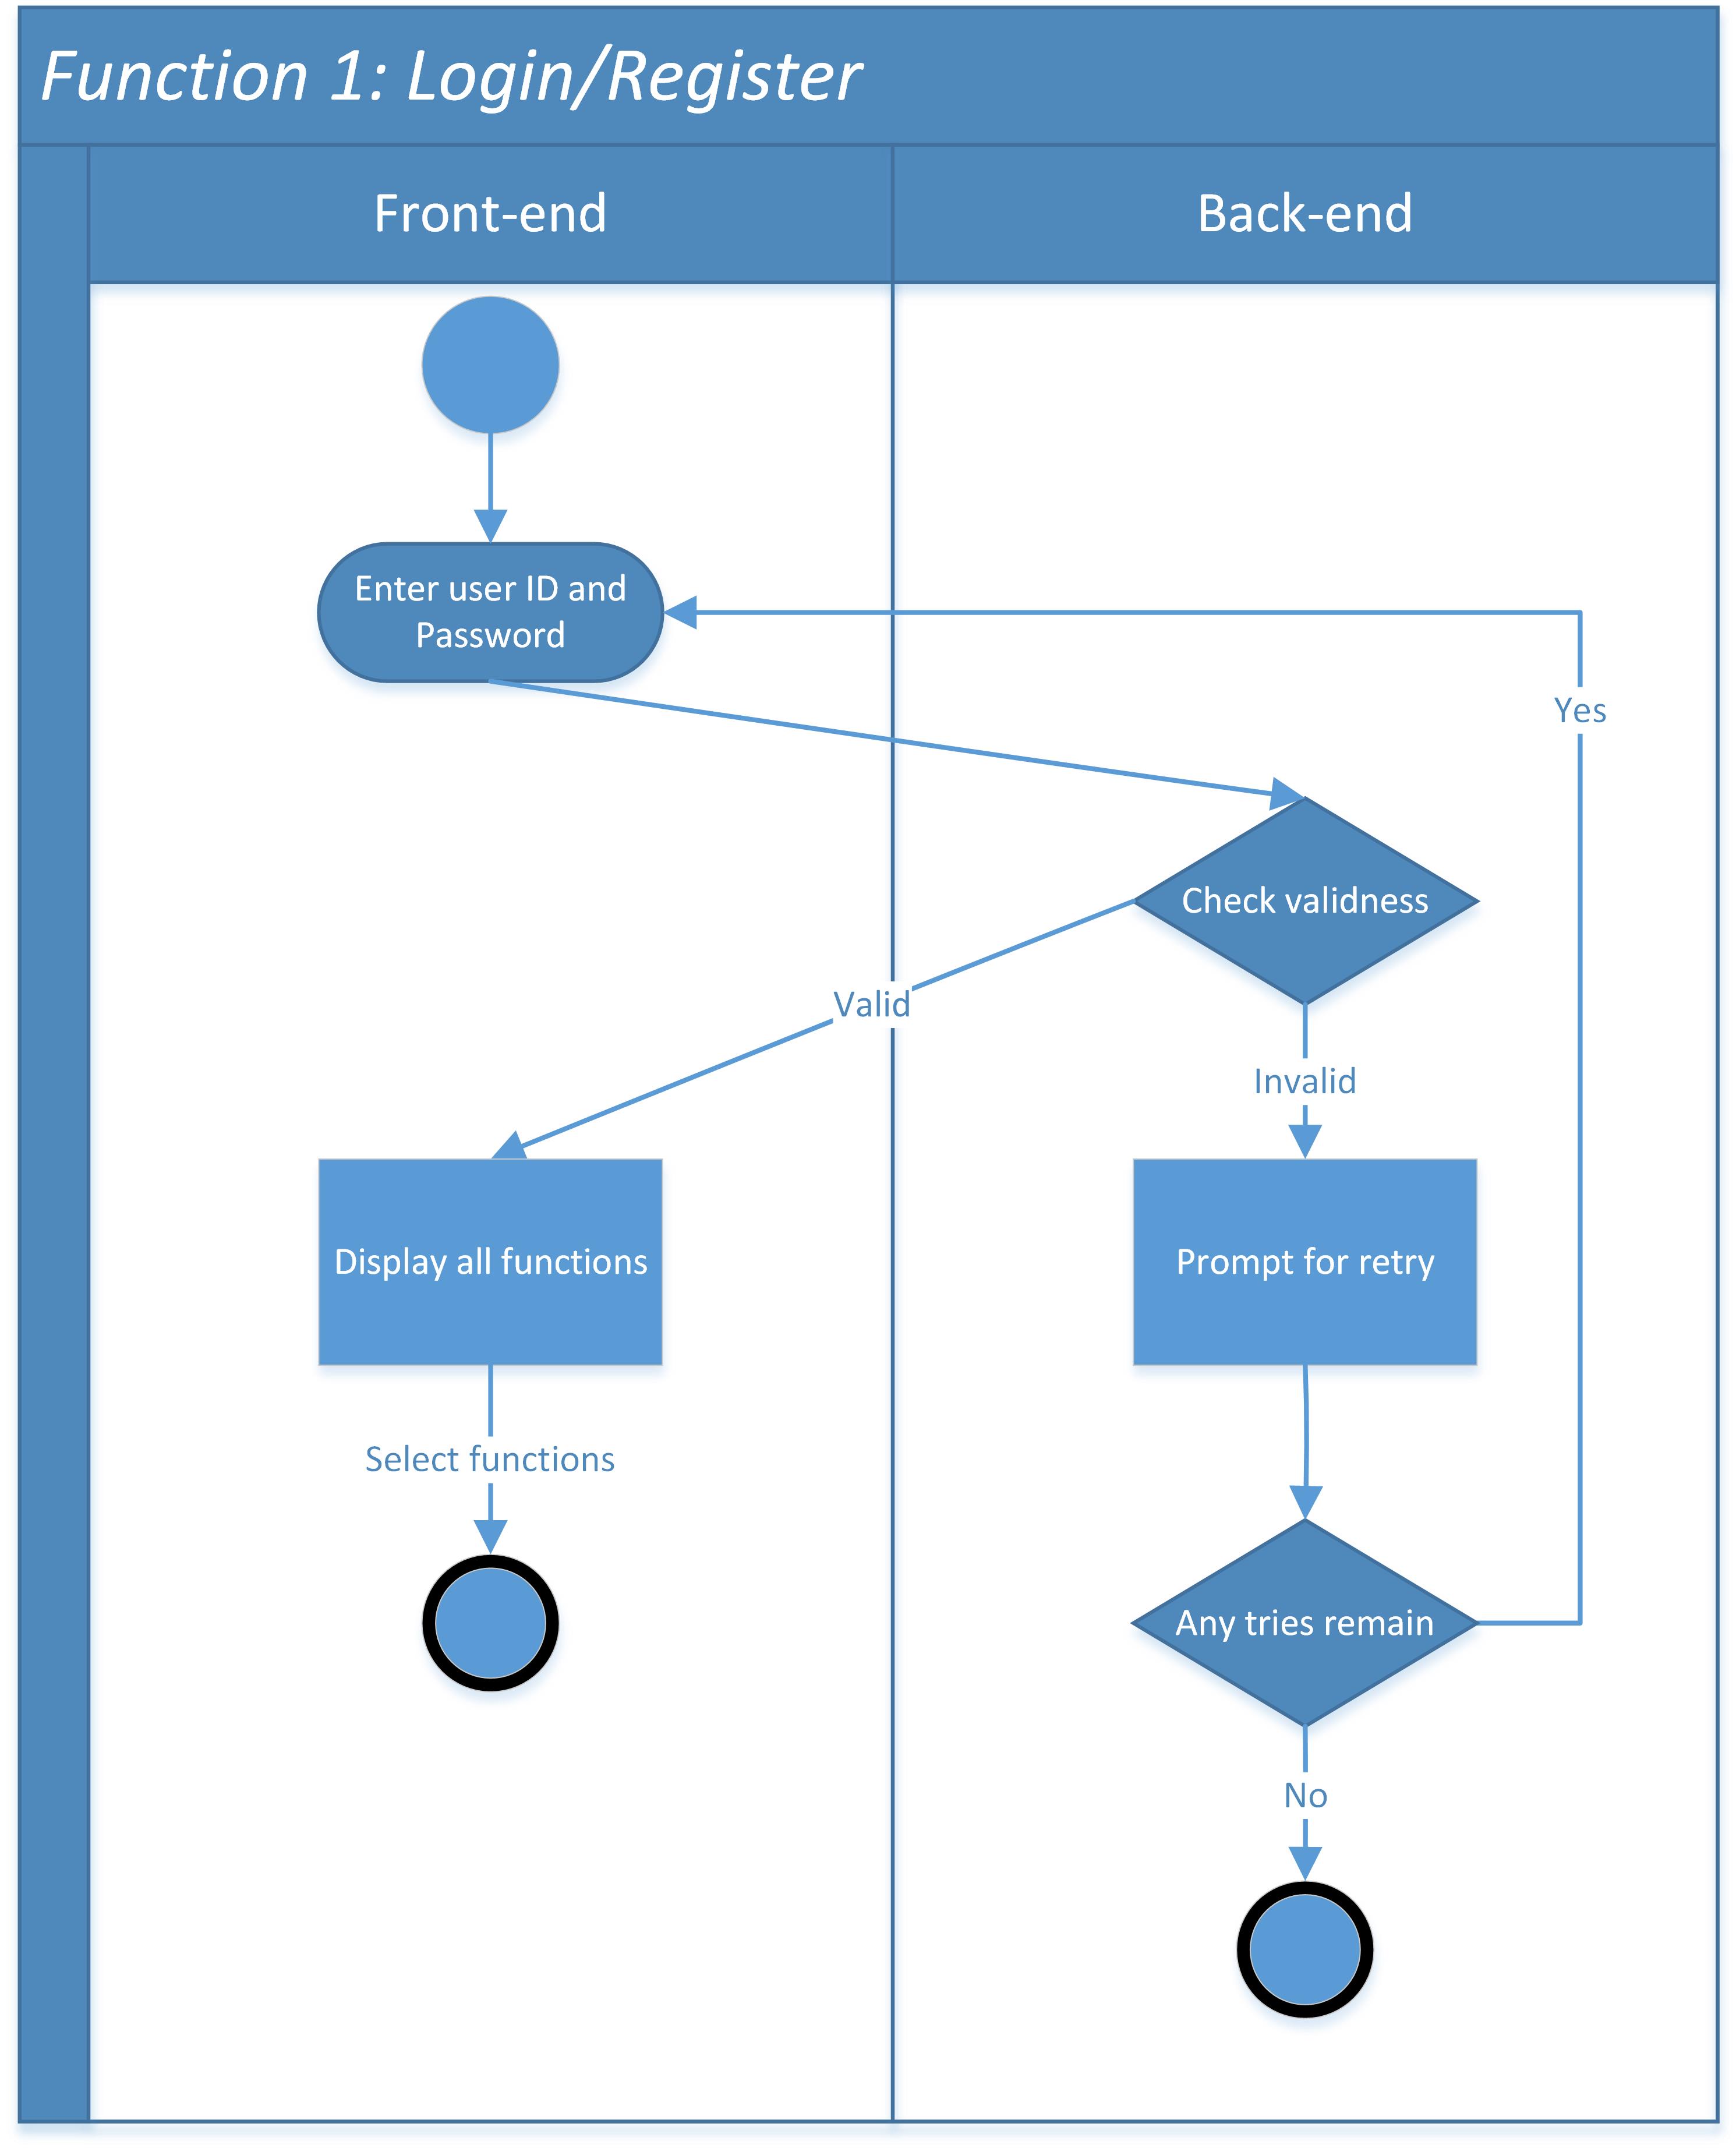 Function 1: Login/Register
Front-end
Back-end
Enter user ID and
Password
Yes
Check validness
Valid
Invalid
Display all functions
Prompt for retry
Select functions
Any tries remain
No